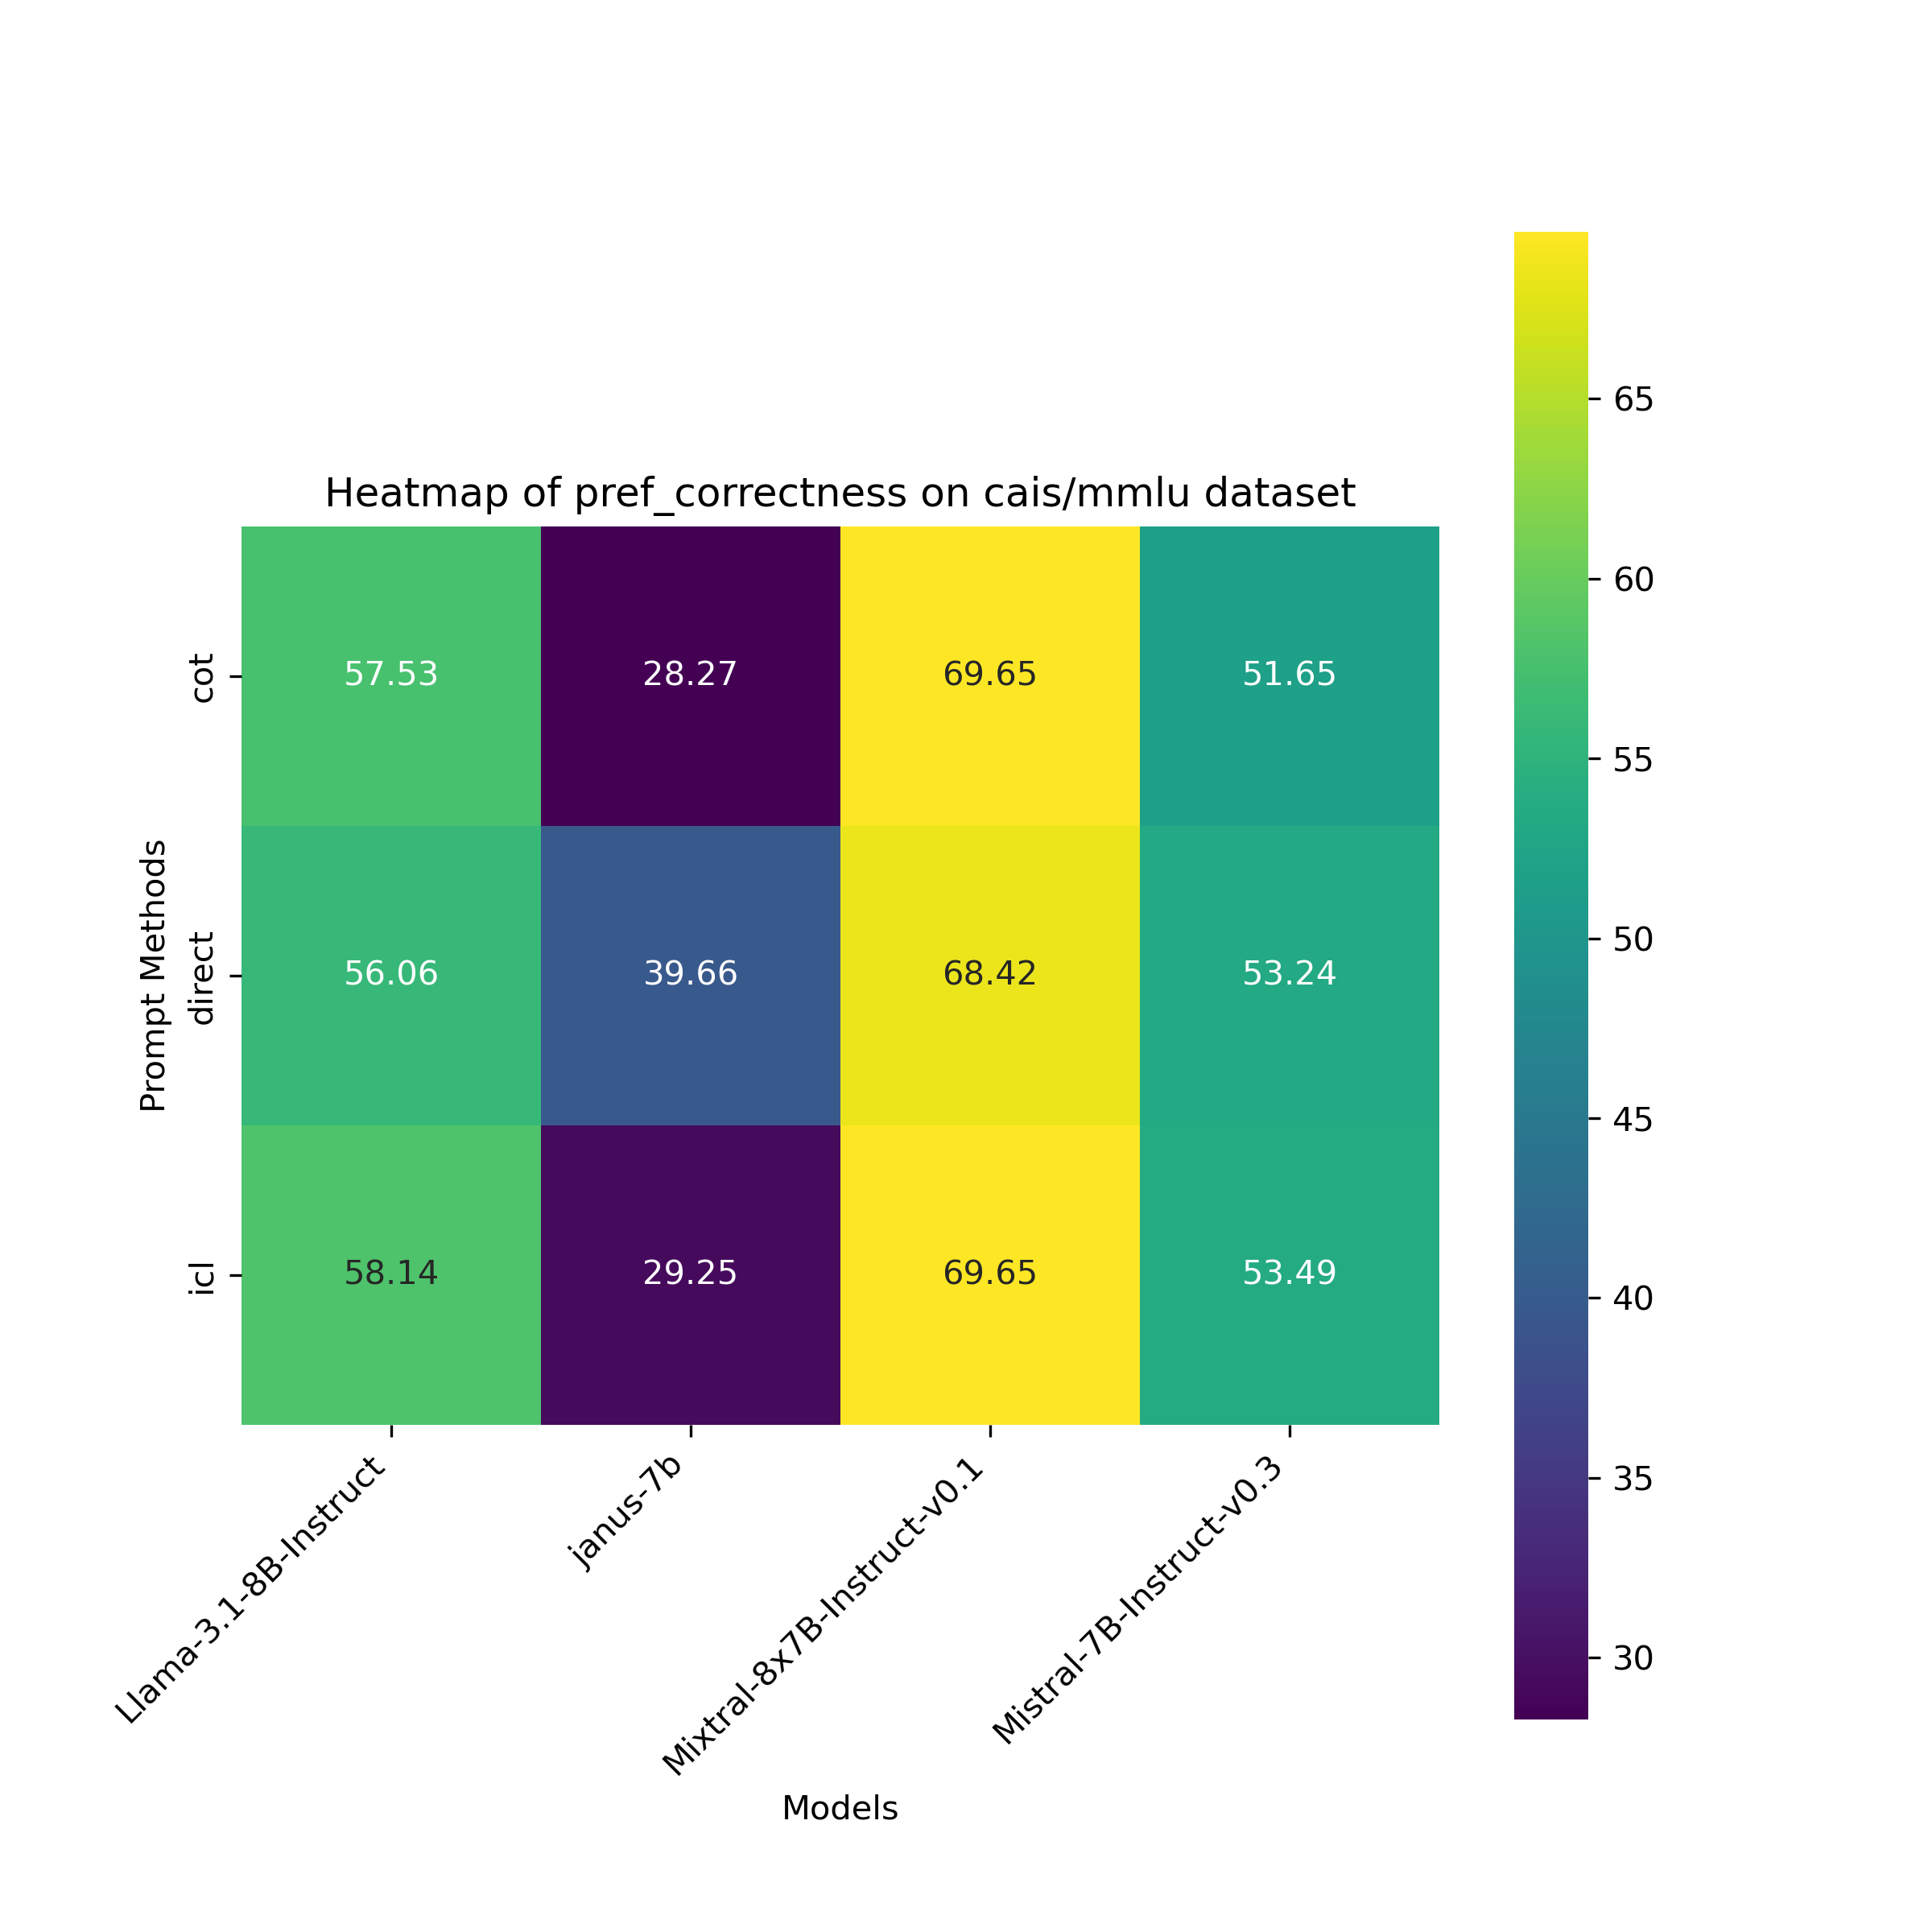 Heatmap of pref_correctness on cais/mmlu dataset
Prompt Methods
cot
57.53 28.27 69.65 51.65
direct
56.06 39.66 68.42 53.24
icl
58.14 29.25 69.65 53.49
Llama-3.1-8B-Instruct
janus-7b
Mixtral-8x7B-Instruct-v0.1
Mistral-7B-Instruct-v0.3
Models
65
60
55
50
45
40
35
30